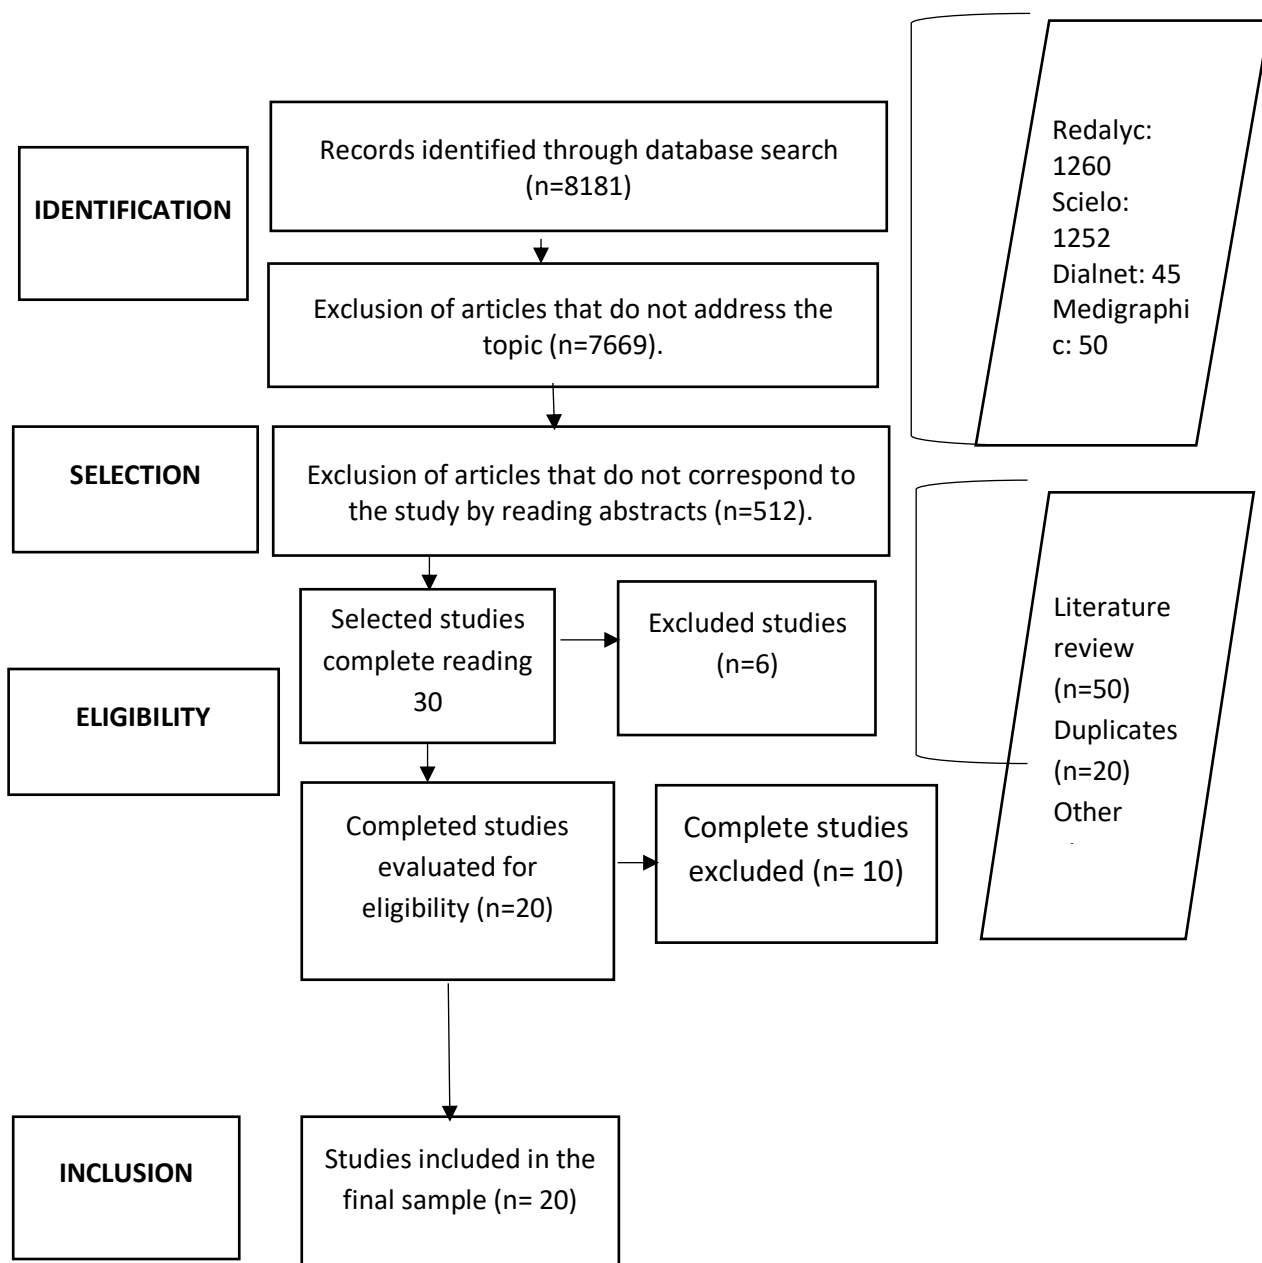 IDENTIFICATION
Records identified through database search
(n=8181)
Exclusion of articles that do not address the
topic (n=7669).
Redalyc:
1260
Scielo:
1252
Dialnet: 45
Medigraphi
c: 50
SELECTION
Exclusion of articles that do not correspond to
the study by reading abstracts (n=512).
ELIGIBILITY
Selected studies
complete reading
30
Excluded studies
(n=6)
Completed studies
evaluated for
eligibility (n=20)
Complete studies
excluded (n= 10)
Literature
review
(n=50)
Duplicates
(n=20)
Other
INCLUSION
Studies included in the
final sample (n= 20)